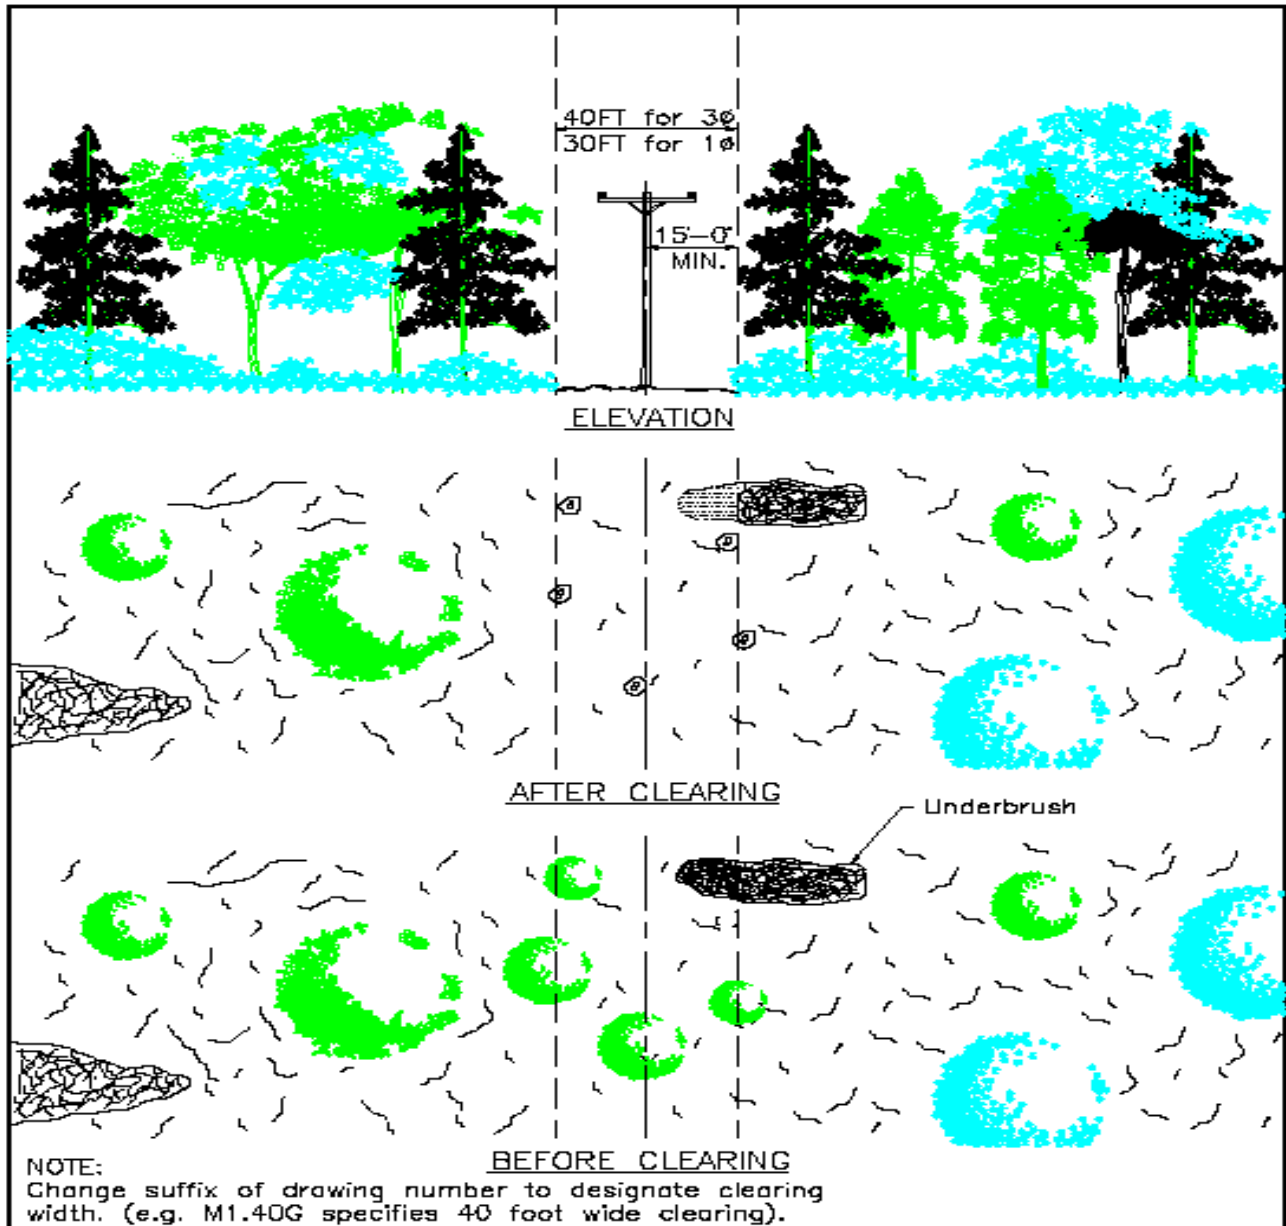 40FT for 3Ø
30FT for 1Ø
15'-0"
MIN.
ELEVATION
AFTER CLEARING
Underbrush
BEFORE CLEARING
NOTE:
Change suffix of drawing number to designate clearing
width. (e.g. M1.40G specifies 40 foot wide clearing).